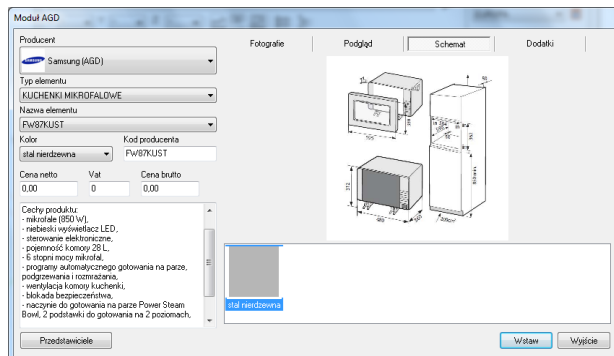 Moduł AGD
Producent
SAMSUNG
Samsung (AGD)
Typ elementu
KUCHENKI MIKROFALOWE
Nazwa elementu
FW87KUST
Kolor
Kod producenta
stal nierdzewna
FW87KUST
Cena netto
Vat
Cena brutto
0,00
0
0,00
Cechy produktu:
- mikrofale (850 W),
- niebieski wyświetlacz LED,
- sterowanie elektroniczne,
- pojemność komory 28 L,
- 6 stopni mocy mikrofal,
- programy automatycznego gotowania na parze,
podgrzewania i rozmrażania,
- wentylacja komory kuchenki,
- blokada bezpieczeństwa,
- naczynie do gotowania na parze Power Steam
Bowl, 2 podstawki do gotowania na 2 poziomach,
Przedstawiciele
Fotografie
Podgląd
Schemat
Dodatki
stal nierdzewna
Wstaw
Wyjście